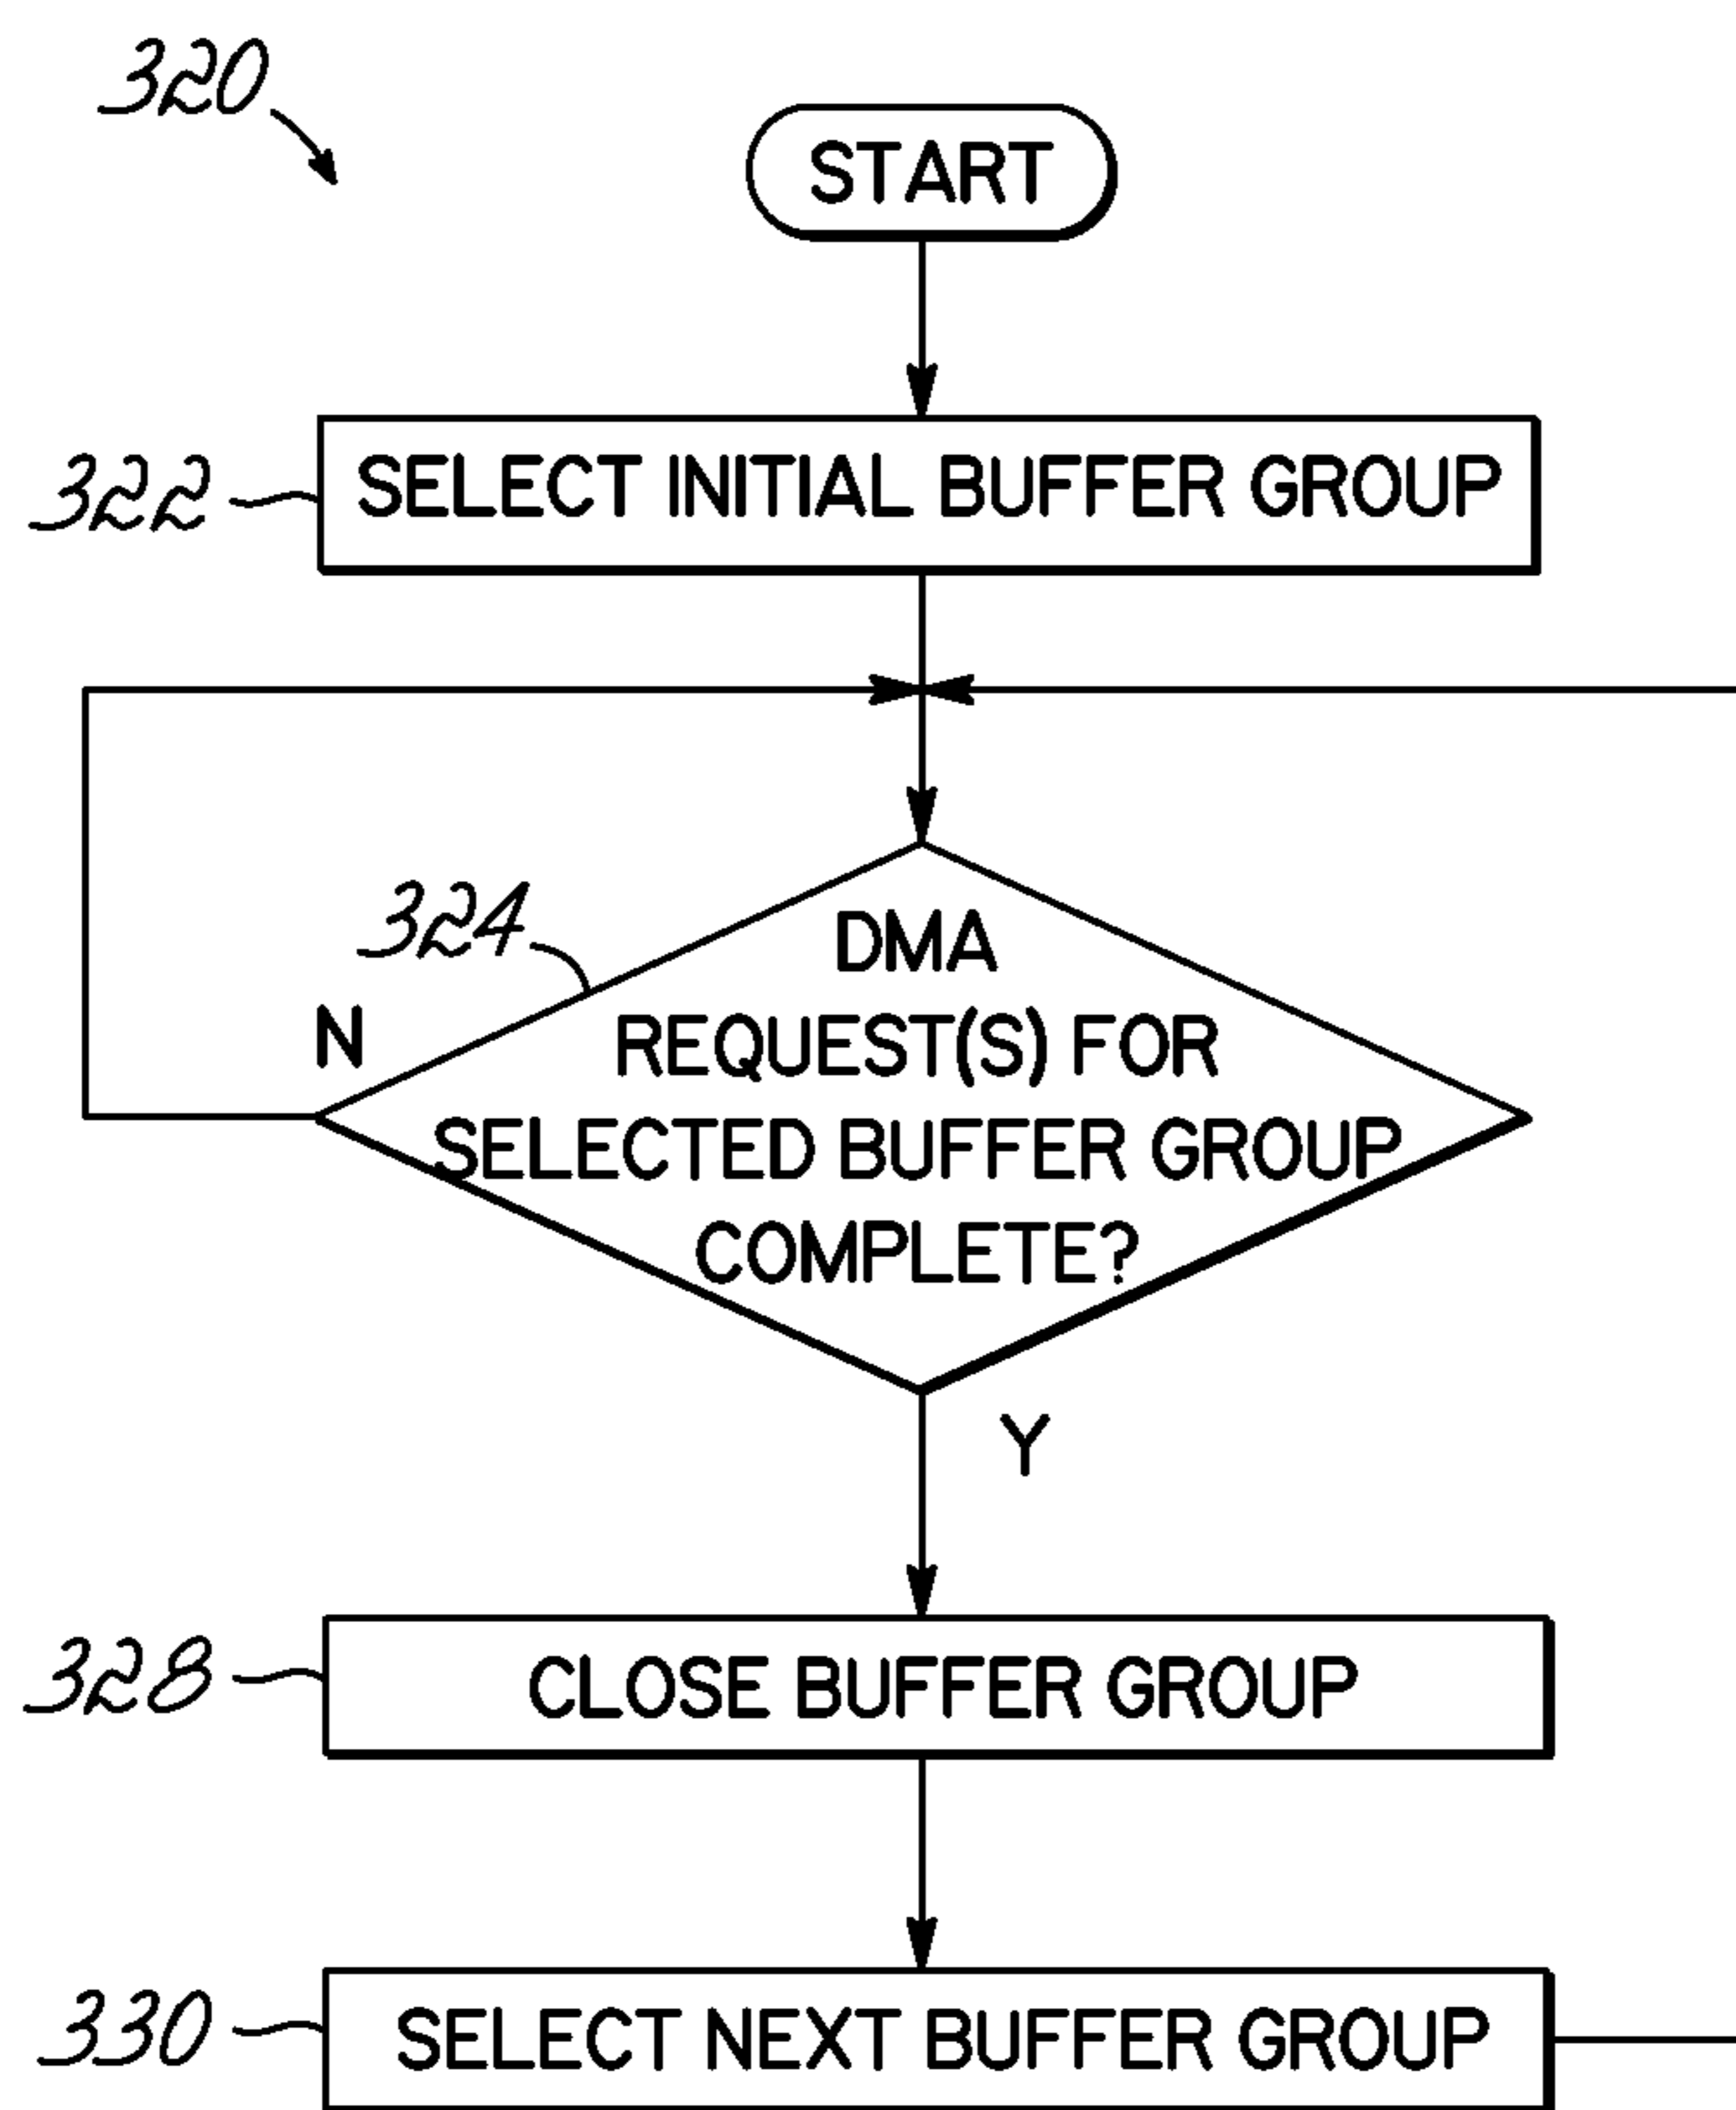 320
START
322
SELECT INITIAL BUFFER GROUP
324
N
DMA
REQUEST(S) FOR
SELECTED BUFFER GROUP
COMPLETE?
Y
328
CLOSE BUFFER GROUP
330
SELECT NEXT BUFFER GROUP